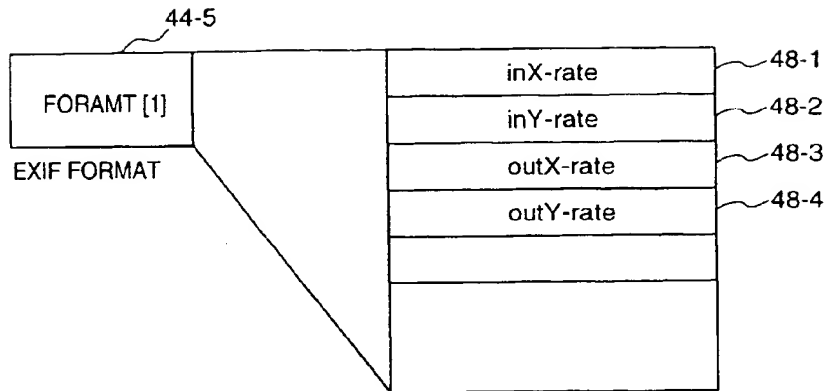 44-5
FORAMT [1]
EXIF FORMAT
inX-rate
48-1
inY-rate
48-2
outX-rate
48-3
outY-rate
48-4